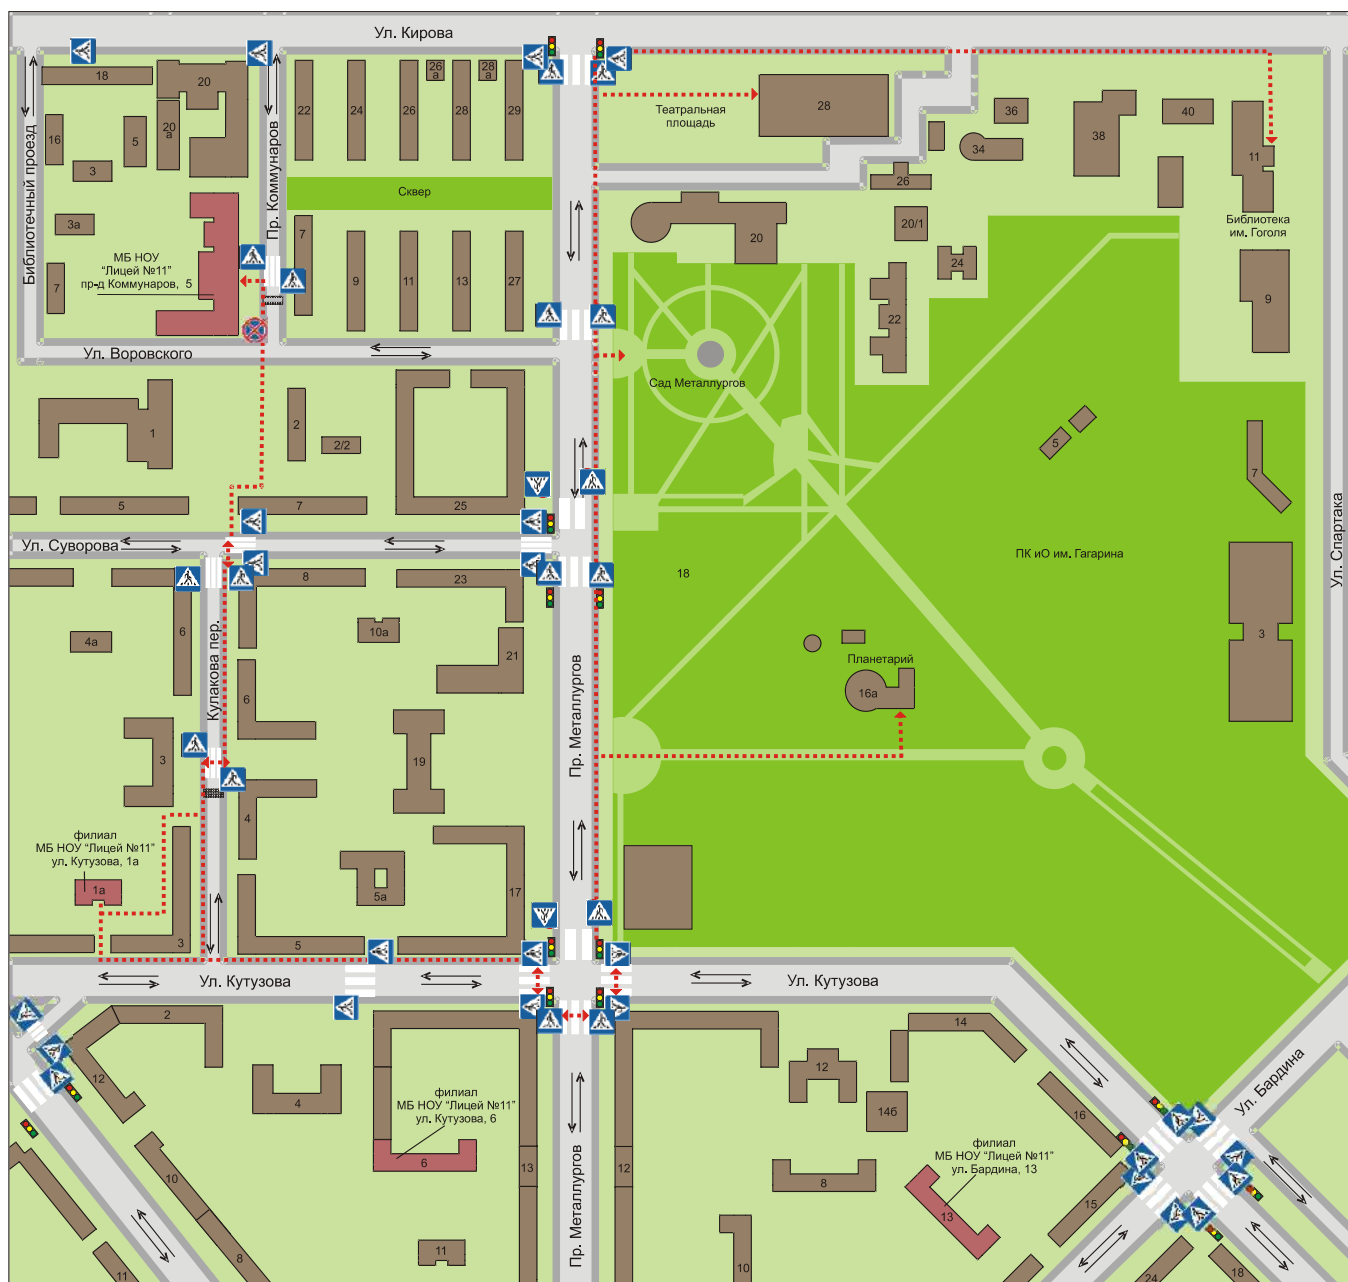 Ул. Кирова
18
20
26
а
28
а
22
24
26
28
29
Театральная
площадь
28
36
38
40
16
5
20
а
3
34
11
Библиотечный проезд
Пр. Коммунаров
Сквер
26
Библиотека
им. Гоголя
3а
7
20
20/1
МБ НОУ
"Лицей №11"
пр-д Коммунаров, 5
24
7
9
11
13
27
9
22
Ул. Воровского
Сад Металлургов
1
2
2/2
5
7
5
7
25
Ул. Суворова
ПК иО им. Гагарина
Ул. Спартака
8
23
18
6
4а
10а
3
Кулакова пер.
21
6
Планетарий
16а
Пр. Металлургов
3
19
4
филиал
МБ НОУ "Лицей №11"
ул. Кутузова, 1а
1а
5а
17
3
5
Ул. Кутузова
Ул. Кутузова
2
14
12
4
филиал
МБ НОУ "Лицей №11"
ул. Кутузова, 6
12
14б
16
Ул. Бардина
филиал
МБ НОУ "Лицей №11"
ул. Бардина, 13
6
13
12
8
10
13
15
Пр. Металлургов
11
8
10
11
24
18